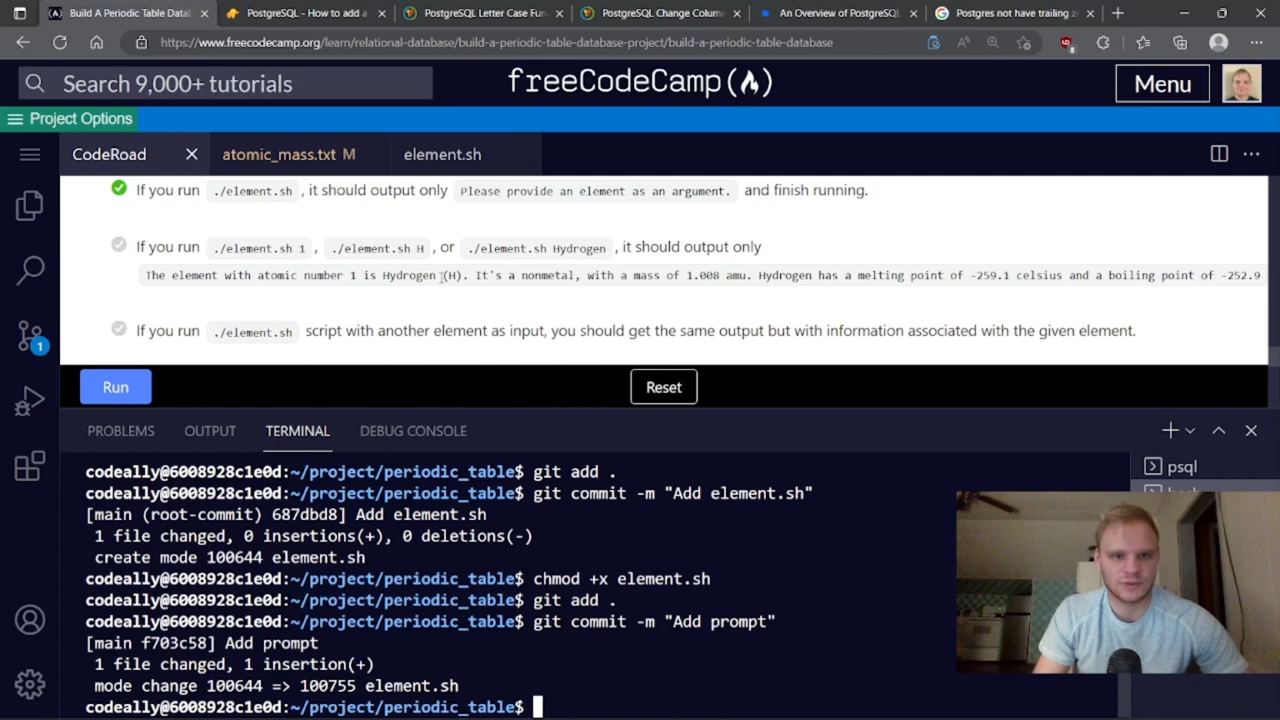 Build A Periodic Table Datab
PostgreSQL - How to add a
PostgreSQL Letter Case Fun
PostgreSQL Change Column
An Overview of PostgreSQL
Postgres not have trailing z
https://www.freecodecamp.org/learn/relational-database/build-a-periodic-table-database-project/build-a-periodic-table-database
Search 9,000+ tutorials
freeCodeCamp
Menu
Project Options
CodeRoad
atomic_mass.txt M
element.sh
If you run ./element.sh, it should output only Please provide an element as an argument. and finish running.
If you run ./element.sh 1, ./element.sh H, or ./element.sh Hydrogen, it should output only
The element with atomic number 1 is Hydrogen (H). It's a nonmetal, with a mass of 1.008 amu. Hydrogen has a melting point of -259.1 celsius and a boiling point of -252.9
If you run ./element.sh script with another element as input, you should get the same output but with information associated with the given element.
Run
Reset
1
PROBLEMS
OUTPUT
TERMINAL
DEBUG CONSOLE
psql
codeally@6008928c1e0d:~/project/periodic_table$ git add .
codeally@6008928c1e0d:~/project/periodic_table$ git commit -m "Add element.sh"
[main (root-commit) 687dbd8] Add element.sh
1 file changed, 0 insertions(+), 0 deletions(-)
create mode 100644 element.sh
codeally@6008928c1e0d:~/project/periodic_table$ chmod +x element.sh
codeally@6008928c1e0d:~/project/periodic_table$ git add .
codeally@6008928c1e0d:~/project/periodic_table$ git commit -m "Add prompt"
[main f703c58] Add prompt
1 file changed, 1 insertion(+)
mode change 100644 => 100755 element.sh
codeally@6008928c1e0d:~/project/periodic_table$